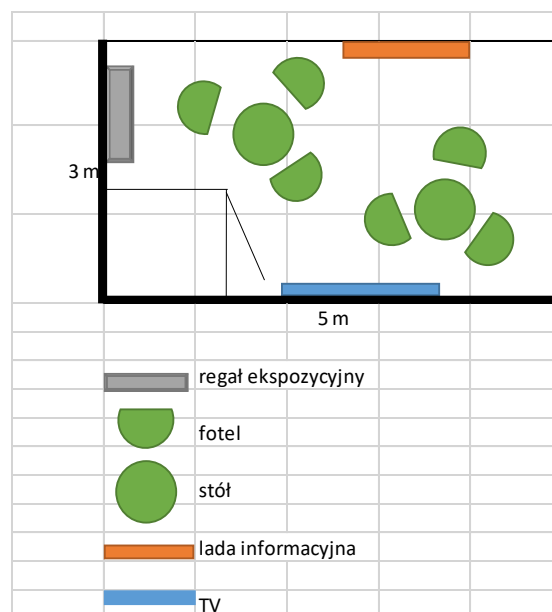 3 m
5 m
regał ekspozycyjny
fotel
stół
lada informacyjna
TV